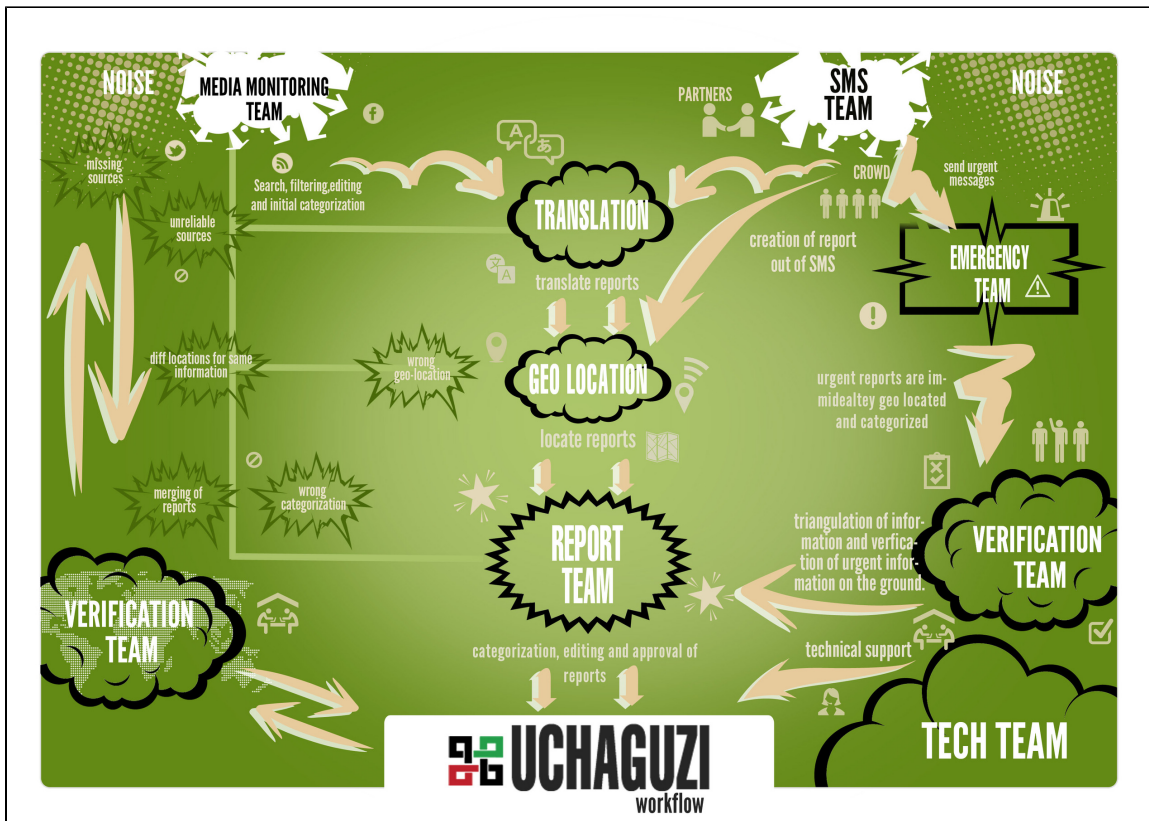 NOISE
MEDIA MONITORING
TEAM
SMS
TEAM
NOISE
PARTNERS
A
あ
missing
sources
Search, filtering,editing
and initial categorization
CROWD
send urgent
messages
unreliable
sources
TRANSLATION
creation of report
out of SMS
EMERGENCY
TEAM
文
A
translate reports
diff locations for same
information
wrong
geo-location
GEO LOCATION
urgent reports are im-
midealtey geo located
and categorized
locate reports
merging of
reports
wrong
categorization
REPORT
TEAM
triangulation of infor-
mation and verfica-
tion of urgent infor-
mation on the ground.
VERIFICATION
TEAM
VERIFICATION
TEAM
categorization, editing and approval of
reports
technical support
TECH TEAM
UCHAGUZI
workflow